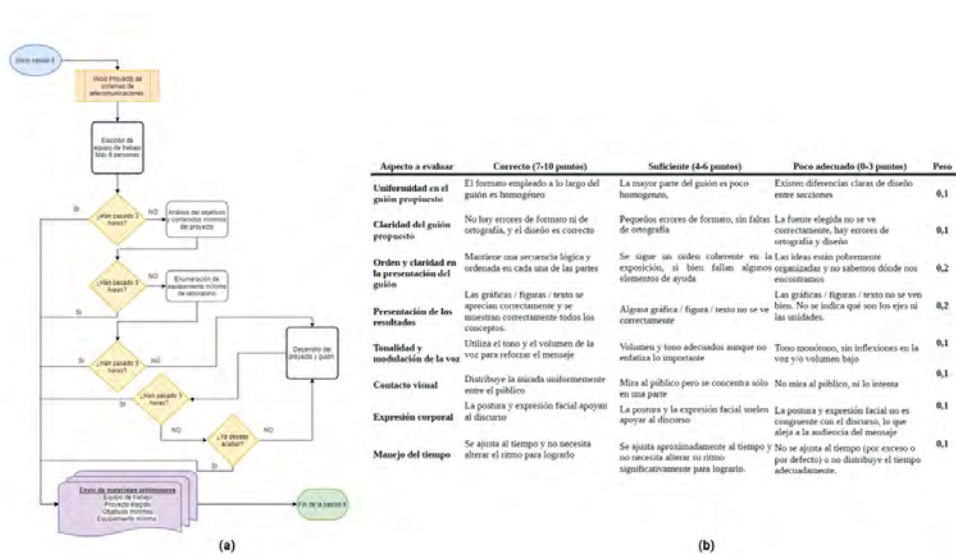 Inicio sesión 6
Inicio Proyecto de
sistemas de
telecomunicaciones
Elección de
equipo de trabajo
Máx 6 personas
SI
¿Han pasado 3
horas?
NO
Análisis del objetivos
y contenidos mínimos
del proyecto
¿Han pasado 3
horas?
NO
Enumeración de
equipamiento mínimo
de laboratorio
SI
SI
¿Han pasado 3
horas?
NO
Desarrollo del
proyecto y guión
¿Han pasado 3
horas?
SI
NO
¿Ya deseas
acabar?
NO
SI
Envío de materiales preliminares
Equipo de trabajo
Proyecto elegido
Objetivos mínimos
Equipamiento mínimo
Fin de la sesión 6
(a)
Aspecto a evaluar Correcto (7-10 puntos) Suficiente (4-6 puntos) Poco adecuado (0-3 puntos) Peso
Uniformidad en el
guión propuesto
El formato empleado a lo largo del
guión es homogéneo
La mayor parte del guión es poco
homogeneo,
Existen diferencias claras de diseño
entre secciones
0,1
Claridad del guión
propuesto
No hay errores de formato ni de
ortografía, y el diseño es correcto
Pequeños errores de formato, sin faltas
de ortografía
La fuente elegida no se ve
correctamente, hay errores de
ortografía y diseño
0,1
Orden y claridad en
la presentación del
guión
Mantiene una secuencia lógica y
ordenada en cada una de las partes
Se sigue un orden coherente en la
exposición, si bien fallan algunos
elementos de ayuda
Las ideas están pobremente
organizadas y no sabemos dónde nos
encontramos
0,2
Presentación de los
resultados
Las gráficas / figuras / texto se
aprecian correctamente y se
muestran correctamente todos los
conceptos.
Alguna gráfica / figura / texto no se ve
correctamente
Las gráficas / figuras / texto no se ven
bien. No se indica qué son los ejes ni
las unidades.
0,2
Tonalidad y
modulación de la voz
Utiliza el tono y el volumen de la
voz para reforzar el mensaje
Volumen y tono adecuados aunque no
enfatiza lo importante
Tono monótono, sin inflexiones en la
voz y/o volumen bajo
0,1
Contacto visual
Distribuye la mirada uniformemente
entre el público
Mira al público pero se concentra sólo
en una parte
No mira al público, ni lo intenta
0,1
Expresión corporal
La postura y expresión facial apoyan
al discurso
La postura y la expresión facial suelen
apoyar al discurso
La postura y expresión facial no es
congruente con el discurso, lo que
aleja a la audiencia del mensaje
0,1
Manejo del tiempo
Se ajusta al tiempo y no necesita
alterar el ritmo para lograrlo
Se ajusta aproximadamente al tiempo y
no necesita alterar su ritmo
significativamente para lograrlo.
No se ajusta al tiempo (por exceso o
por defecto) o no distribuye el tiempo
adecuadamente.
0,1
(b)